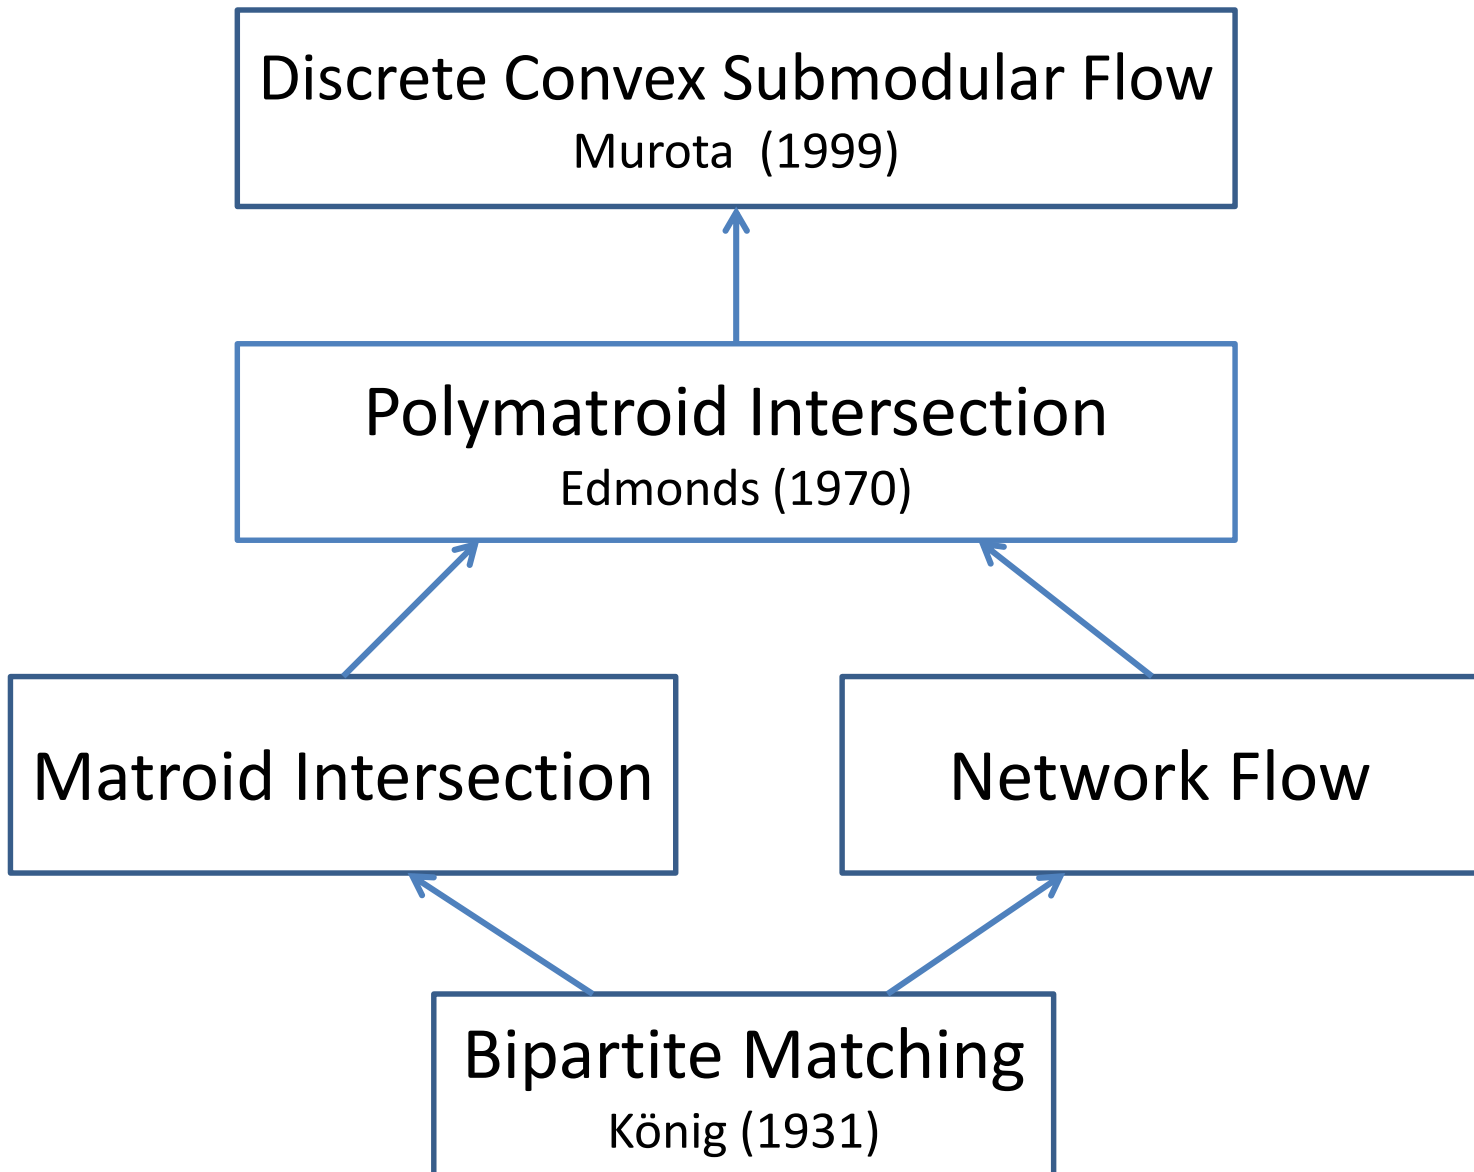 Discrete Convex Submodular Flow
Murota (1999)
Polymatroid Intersection
Edmonds (1970)
Matroid Intersection
Network Flow
Bipartite Matching
König (1931)